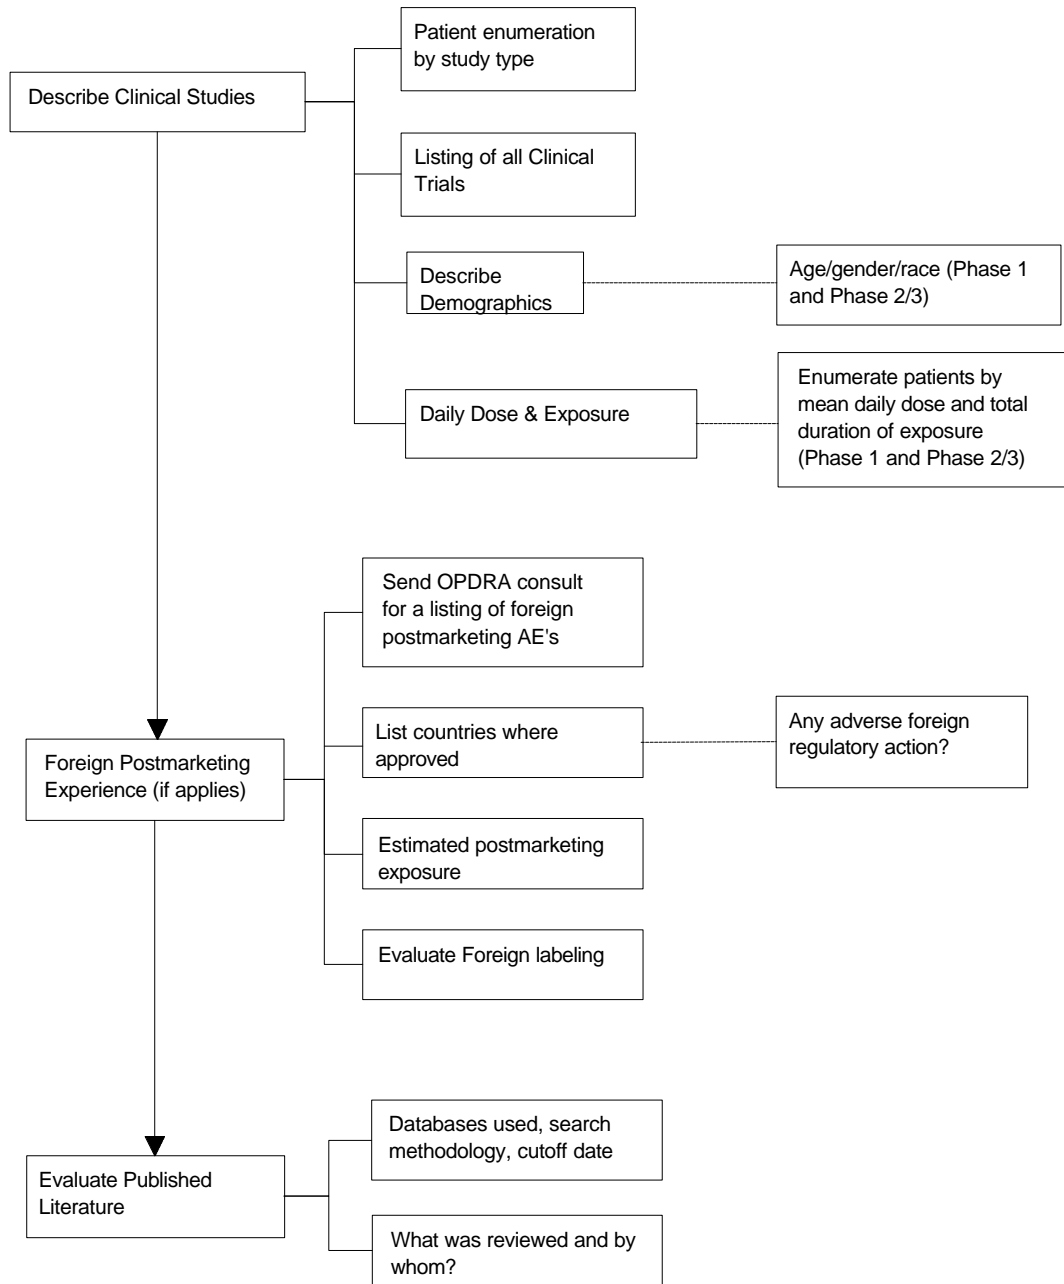 Patient enumeration
by study type
Describe Clinical Studies
Listing of all Clinical
Trials
Describe
Demographics
Age/gender/race (Phase 1
and Phase 2/3)
Daily Dose & Exposure
Enumerate patients by
mean daily dose and total
duration of exposure
(Phase 1 and Phase 2/3)
Send OPDRA consult
for a listing of foreign
postmarketing AE's
List countries where
approved
Any adverse foreign
regulatory action?
Foreign Postmarketing
Experience (if applies)
Estimated postmarketing
exposure
Evaluate Foreign labeling
Databases used, search
methodology, cutoff date
Evaluate Published
Literature
What was reviewed and by
whom?